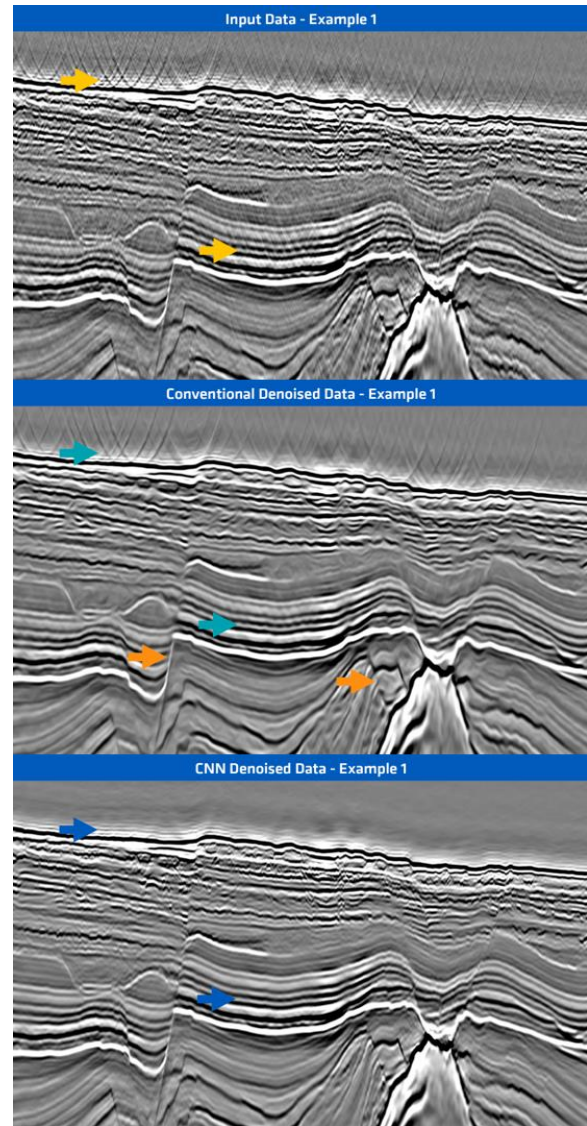 Input Data - Example 1
Conventional Denoised Data - Example 1
CNN Denoised Data - Example 1